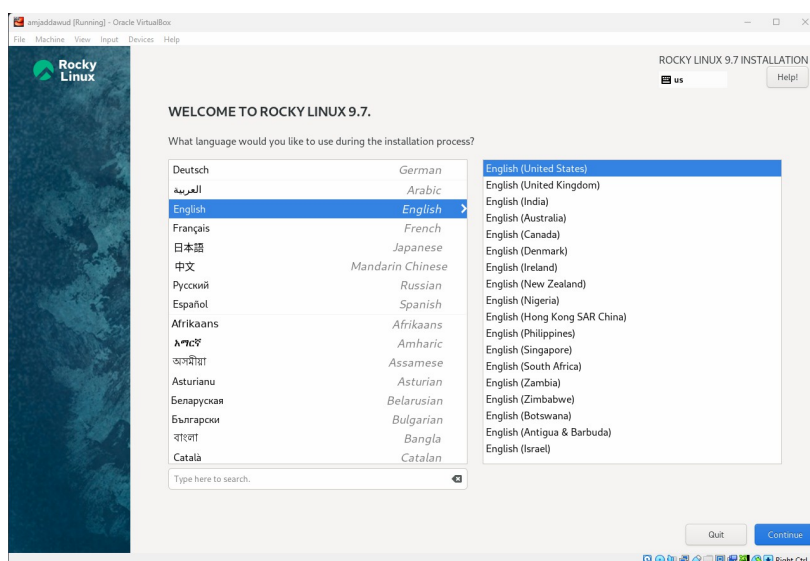 amjaddawud [Running] - Oracle VirtualBox
File Machine View Input Devices Help
Rocky
Linux
ROCKY LINUX 9.7 INSTALLATION
us
Help!
WELCOME TO ROCKY LINUX 9.7.
What language would you like to use during the installation process?
Deutsch German
العربية Arabic
English English
Français French
日本語 Japanese
中文 Mandarin Chinese
Русский Russian
Español Spanish
Afrikaans Afrikaans
አማርኛ Amharic
অসমীয়া Assamese
Asturianu Asturian
Беларуская Belarusian
Български Bulgarian
বাংলা Bangla
Català Catalan
Type here to search.
English (United States)
English (United Kingdom)
English (India)
English (Australia)
English (Canada)
English (Denmark)
English (Ireland)
English (New Zealand)
English (Nigeria)
English (Hong Kong SAR China)
English (Philippines)
English (Singapore)
English (South Africa)
English (Zambia)
English (Zimbabwe)
English (Botswana)
English (Antigua & Barbuda)
English (Israel)
Quit
Continue
Right Ctrl